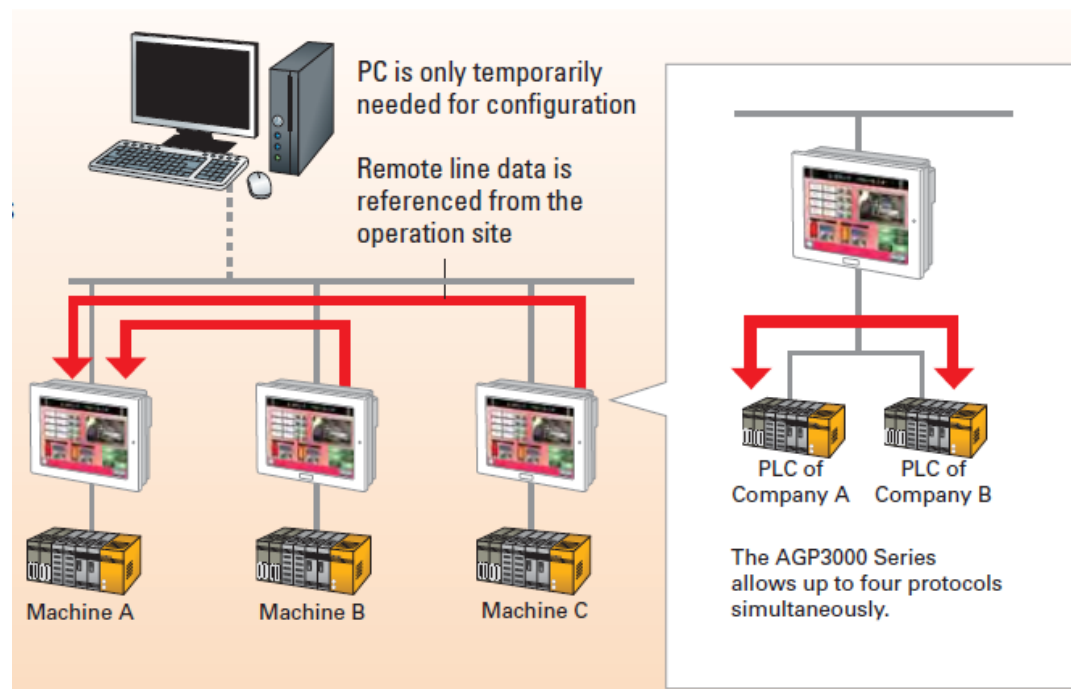 PC is only temporarily
needed for configuration
Remote line data is
referenced from the
operation site
Machine A
Machine B
Machine C
PLC of
Company A
PLC of
Company B
The AGP3000 Series
allows up to four protocols
simultaneously.